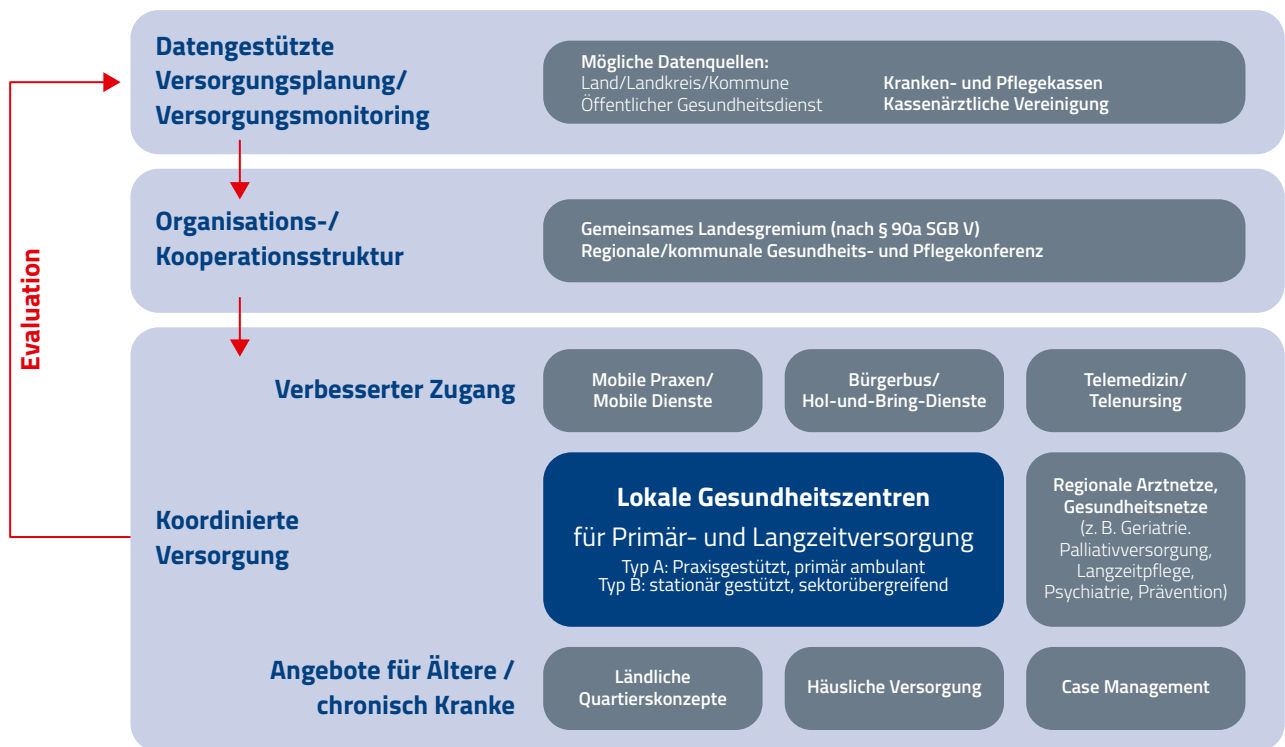 Datengestützte
Versorgungsplanung/
Versorgungsmonitoring
Mögliche Datenquellen:
Land/Landkreis/Kommune
Öffentlicher Gesundheitsdienst
Kranken- und Pflegekassen
Kassenärztliche Vereinigung
Organisations-/
Kooperationsstruktur
Gemeinsames Landesgremium (nach § 90a SGB V)
Regionale/kommunale Gesundheits- und Pflegekonferenz
Evaluation
Verbesserter Zugang
Mobile Praxen/
Mobile Dienste
Bürgerbus/
Hol-und-Bring-Dienste
Telemedizin/
Telenursing
Koordinierte
Versorgung
Lokale Gesundheitszentren
für Primär- und Langzeitversorgung
Typ A: Praxisgestützt, primär ambulant
Typ B: stationär gestützt, sektorübergreifend
Regionale Arztnetze,
Gesundheitsnetze
(z. B. Geriatrie.
Palliativversorgung,
Langzeitpflege,
Psychiatrie, Prävention)
Angebote für Ältere /
chronisch Kranke
Ländliche
Quartierskonzepte
Häusliche Versorgung
Case Management